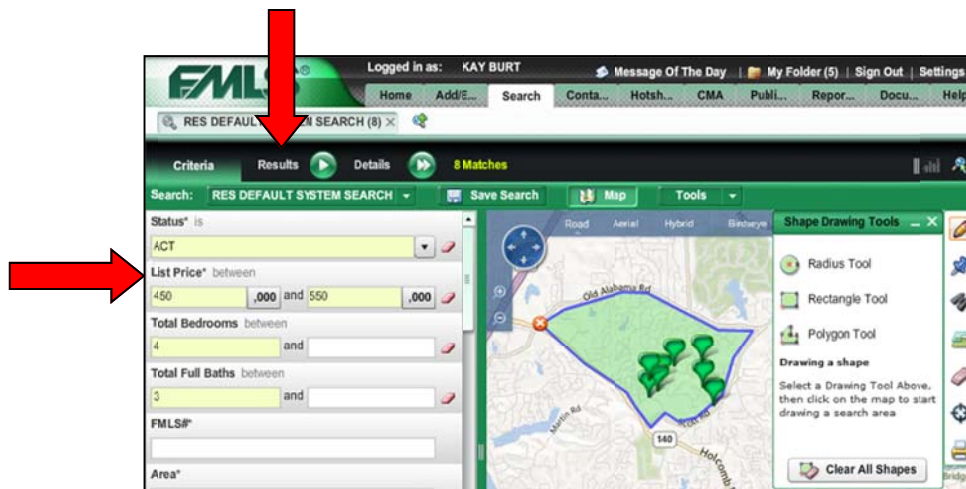 FMLS®
Logged in as: KAY BURT
Message Of The Day | My Folder (5) | Sign Out | Settings
Home Add/E... Search Conta... Hotsh... CMA Publi... Repor... Docu... Help
SEARCH (8) ×
Criteria Results Details 8 Matches
Search: RES DEFAULT SYSTEM SEARCH Save Search Map Tools
Status* is
ACT
List Price* between
450 ,000 and 550 ,000
Total Bedrooms between
4 and
Total Full Baths between
3 and
FMLS#*
Area*
Road Aerial Hybrid Birdseye
Old Alabama Rd
Martin Rd
140
Shape Drawing Tools
Radius Tool
Rectangle Tool
Polygon Tool
Drawing a shape
Select a Drawing Tool Above,
then click on the map to start
drawing a search area
Clear All Shapes